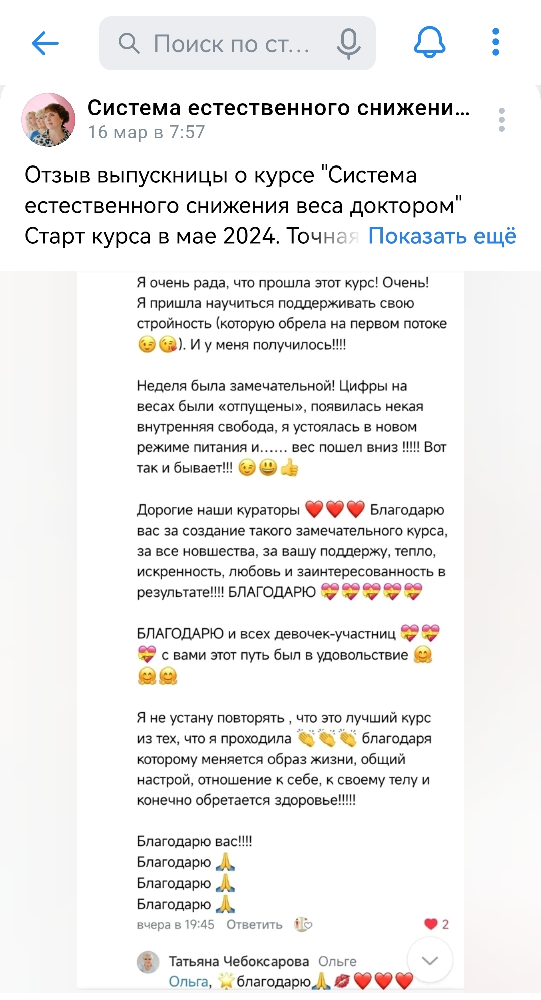 Поиск по ст...
Система естественного снижени...
16 мар в 7:57
Отзыв выпускницы о курсе "Система
естественного снижения веса доктором"
Старт курса в мае 2024. Точная Показать ещё
Я очень рада, что прошла этот курс! Очень!
Я пришла научиться поддерживать свою
стройность (которую обрела на первом потоке
😉😘). И у меня получилось!!!!
Неделя была замечательной! Цифры на
весах были «отпущены», появилась некая
внутренняя свобода, я устоялась в новом
режиме питания и...... вес пошел вниз !!!!! Вот
так и бывает!!! 😉😃👍
Дорогие наши кураторы ❤️❤️❤️ Благодарю
вас за создание такого замечательного курса,
за все новшества, за вашу поддержу, тепло,
искренность, любовь и заинтересованность в
результате!!!! БЛАГОДАРЮ 💝💝💝💝💝
БЛАГОДАРЮ и всех девочек-участниц 💝💝
💝 с вами этот путь был в удовольствие 🤗
🤗🤗
Я не устану повторять , что это лучший курс
из тех, что я проходила 👏👏👏 благодаря
которому меняется образ жизни, общий
настрой, отношение к себе, к своему телу и
конечно обретается здоровье!!!!!
Благодарю вас!!!!
Благодарю 🙏
Благодарю 🙏
Благодарю 🙏
вчера в 19:45 Ответить ❤️ 2
Татьяна Чебоксарова Ольге
Ольга, 🌟благодарю🙏💋❤️❤️❤️